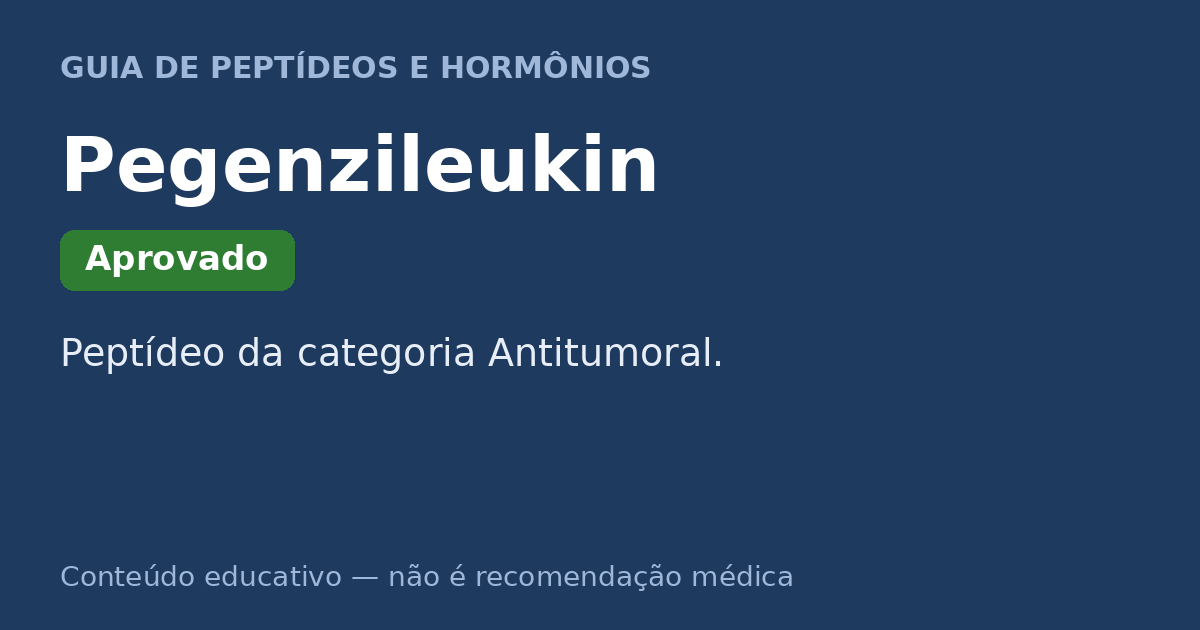 GUIA DE PEPTÍDEOS E HORMÔNIOS
Pegenzileukin
Aprovado
Peptídeo da categoria Antitumoral.
Conteúdo educativo — não é recomendação médica